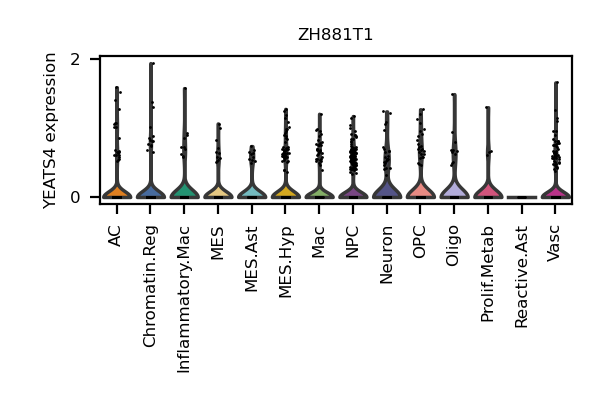 ZH881T1
YEATS4 expression
2
0
AC
Chromatin.Reg
Inflammatory.Mac
MES
MES.Ast
MES.Hyp
Mac
NPC
Neuron
OPC
Oligo
Prolif.Metab
Reactive.Ast
Vasc